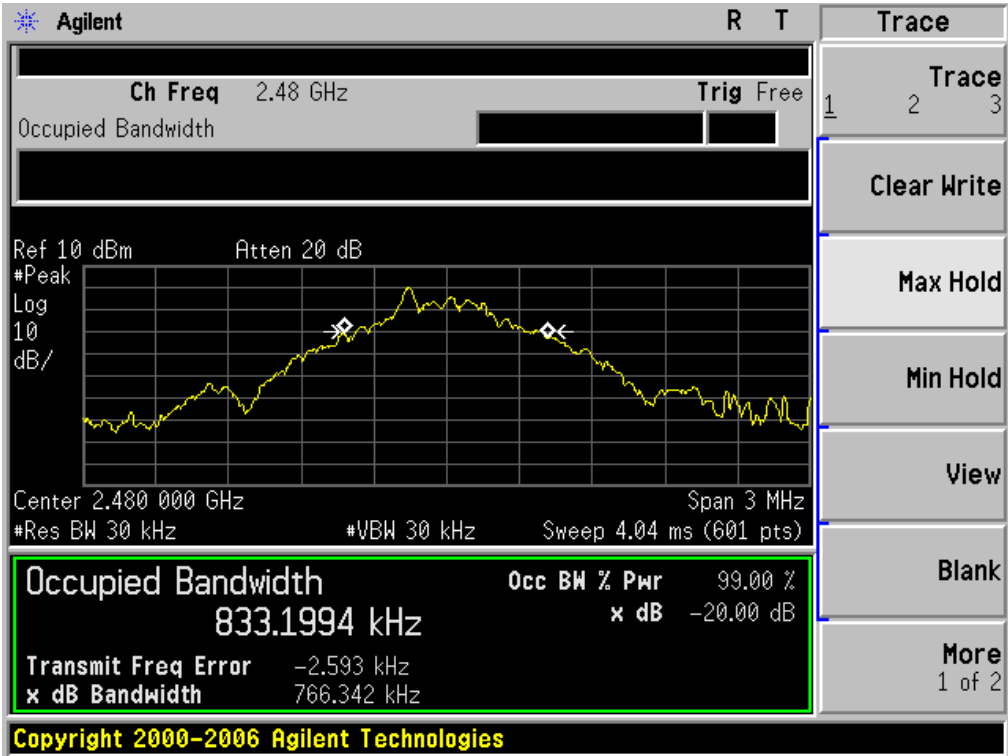 Agilent R T
Ch Freq 2.48 GHz Trig Free
Occupied Bandwidth
Ref 10 dBm Atten 20 dB
#Peak
Log
10
dB/
Center 2.480 000 GHz Span 3 MHz
#Res BW 30 kHz #VBW 30 kHz Sweep 4.04 ms (601 pts)
Occupied Bandwidth
833.1994 kHz
Occ BW % Pwr 99.00 %
x dB -20.00 dB
Transmit Freq Error -2.593 kHz
x dB Bandwidth 766.342 kHz
Copyright 2000-2006 Agilent Technologies
Trace
Trace
1 2 3
Clear Write
Max Hold
Min Hold
View
Blank
More
1 of 2